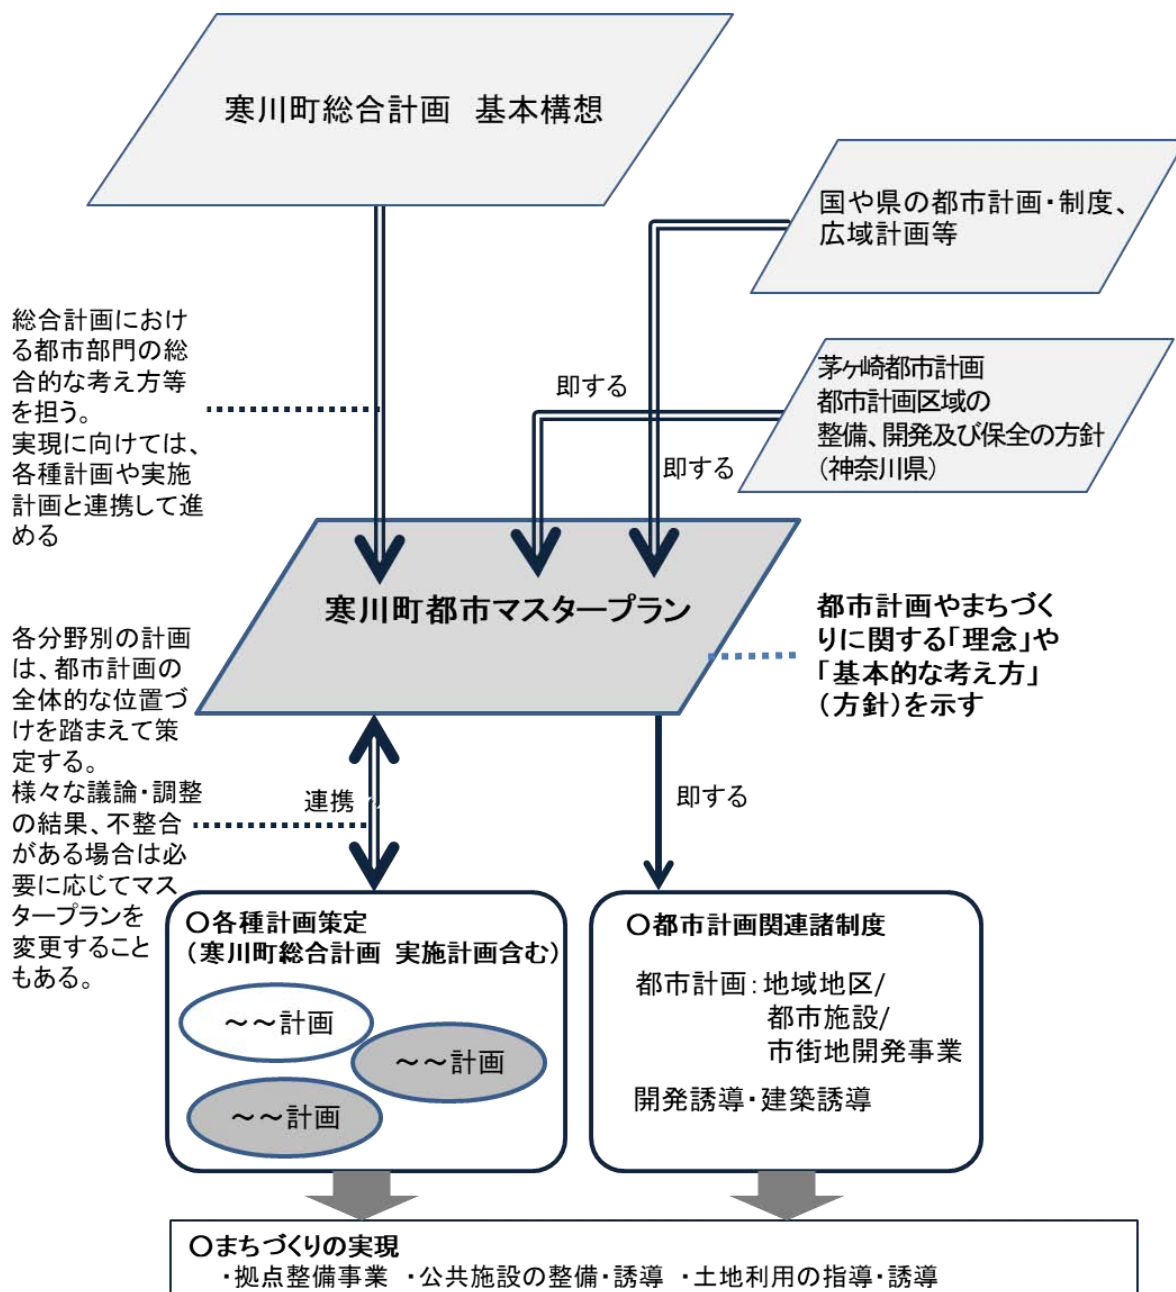 寒川町総合計画 基本構想
国や県の都市計画・制度、
広域計画等
総合計画におけ
る都市部門の総
合的な考え方等
を担う。
実現に向けては、
各種計画や実施
計画と連携して進
める
即する
茅ヶ崎都市計画
都市計画区域の
整備、開発及び保全の方針
(神奈川県)
即する
寒川町都市マスタープラン
都市計画やまちづく
りに関する「理念」や
「基本的な考え方」
(方針)を示す
各分野別の計画
は、都市計画の
全体的な位置づ
けを踏まえて策
定する。
様々な議論・調整
の結果、不整合
がある場合は必
要に応じてマス
タープランを
変更すること
もある。
連携
即する
○各種計画策定
(寒川町総合計画 実施計画含む)
~~計画
~~計画
~~計画
○都市計画関連諸制度
都市計画:地域地区/
都市施設/
市街地開発事業
開発誘導・建築誘導
○まちづくりの実現
・拠点整備事業 ・公共施設の整備・誘導 ・土地利用の指導・誘導